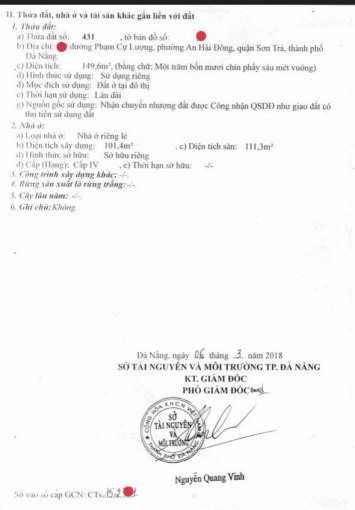 II. Thửa đất, nhà ở và tài sản khác gắn liền với đất
1. Thửa đất:
a) Thửa đất số: 431 , tờ bản đồ số:
b) Địa chỉ: đường Phạm Cự Lượng, phường An Hải Đông, quận Sơn Trà, thành phố
Đà Nẵng
c) Diện tích: 149,6m², (bằng chữ: Một trăm bốn mươi chín phẩy sáu mét vuông)
d) Hình thức sử dụng: Sử dụng riêng
đ) Mục đích sử dụng: Đất ở tại đô thị
e) Thời hạn sử dụng: Lâu dài
g) Nguồn gốc sử dụng: Nhận chuyển nhượng đất được Công nhận QSDĐ như giao đất có
thu tiền sử dụng đất
2. Nhà ở:
a) Loại nhà ở: Nhà ở riêng lẻ
b) Diện tích xây dựng: 101,4m² c) Diện tích sàn: 111,3m²
d) Hình thức sở hữu: Sở hữu riêng
đ) Cấp (Hạng): Cấp IV , e) Thời hạn sở hữu: -/-
3. Công trình xây dựng khác: -/-.
4. Rừng sản xuất là rừng trồng: -/-.
5. Cây lâu năm: -/-.
6. Ghi chú: Không.
Đà Nẵng, ngày 06 tháng 3 năm 2018
SỞ TÀI NGUYÊN VÀ MÔI TRƯỜNG TP. ĐÀ NẴNG
KT. GIÁM ĐỐC
PHÓ GIÁM ĐỐC
CỘNG HÒA X.H.C.N VIỆT NAM
SỞ
TÀI NGUYÊN
VÀ
MÔI TRƯỜNG
THÀNH PHỐ ĐÀ NẴNG
Nguyễn Quang Vinh
Số vào sổ cấp GCN: CTs